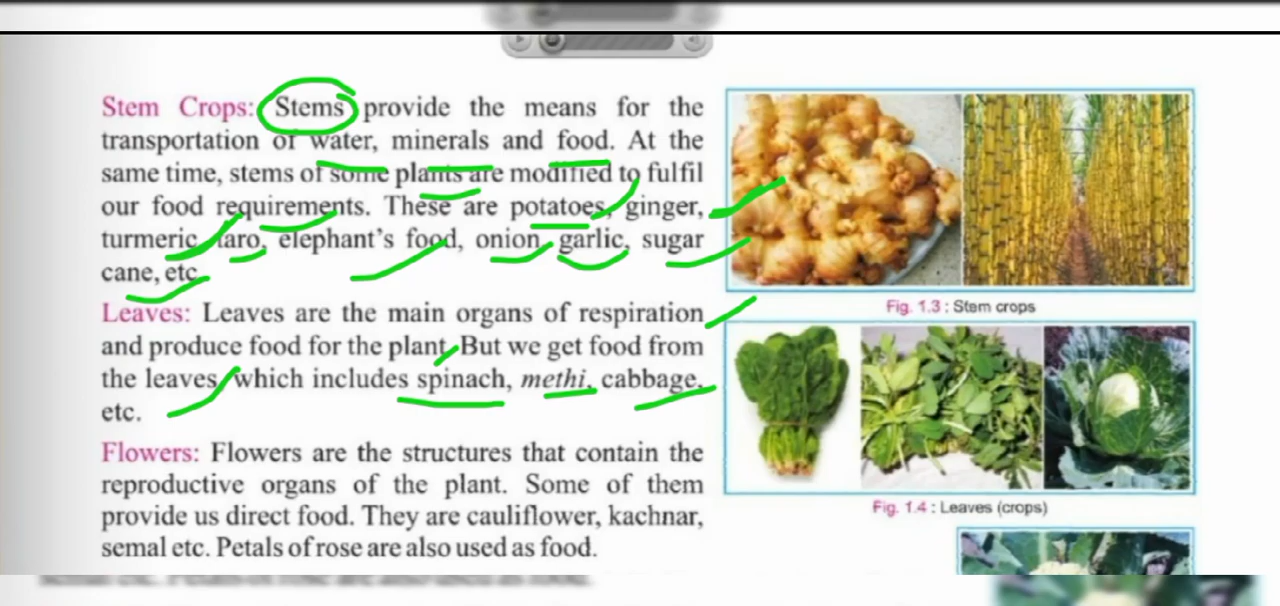 Stem Crops: Stems provide the means for the
transportation of water, minerals and food. At the
same time, stems of some plants are modified to fulfil
our food requirements. These are potatoes, ginger,
turmeric, taro, elephant's food, onion, garlic, sugar
cane, etc.
Fig. 1.3 : Stem crops
Leaves: Leaves are the main organs of respiration
and produce food for the plant. But we get food from
the leaves, which includes spinach, methi, cabbage,
etc.
Fig. 1.4 : Leaves (crops)
Flowers: Flowers are the structures that contain the
reproductive organs of the plant. Some of them
provide us direct food. They are cauliflower, kachnar,
semal etc. Petals of rose are also used as food.